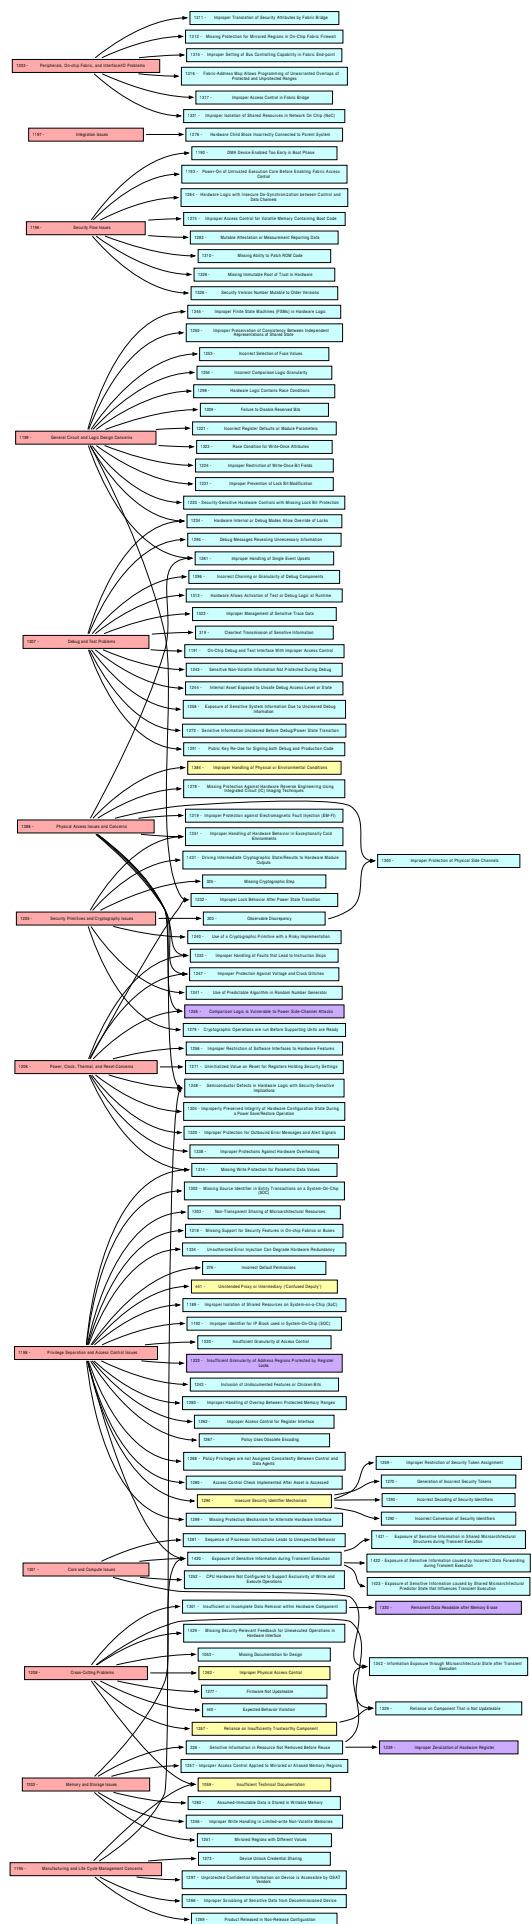 1311 - Improper Translation of Security Attributes by Fabric Bridge
1312 - Missing Protection for Mirrored Regions in On-Chip Fabric Firewall
1315 - Improper Setting of Bus Controlling Capability in Fabric End-point
1203 - Peripherals, On-chip Fabric, and Interface/IO Problems
1316 - Fabric-Address Map Allows Programming of Unwarranted Overlaps of
Protected and Unprotected Ranges
1317 - Improper Access Control in Fabric Bridge
1331 - Improper Isolation of Shared Resources in Network On Chip (NoC)
1197 - Integration Issues
1276 - Hardware Child Block Incorrectly Connected to Parent System
1190 - DMA Device Enabled Too Early in Boot Phase
1193 - Power-On of Untrusted Execution Core Before Enabling Fabric Access
Control
1264 - Hardware Logic with Insecure De-Synchronization between Control and
Data Channels
1274 - Improper Access Control for Volatile Memory Containing Boot Code
1196 - Security Flow Issues
1283 - Mutable Attestation or Measurement Reporting Data
1310 - Missing Ability to Patch ROM Code
1326 - Missing Immutable Root of Trust in Hardware
1328 - Security Version Number Mutable to Older Versions
1245 - Improper Finite State Machines (FSMs) in Hardware Logic
1250 - Improper Preservation of Consistency Between Independent
Representations of Shared State
1253 - Incorrect Selection of Fuse Values
1254 - Incorrect Comparison Logic Granularity
1298 - Hardware Logic Contains Race Conditions
1209 - Failure to Disable Reserved Bits
1221 - Incorrect Register Defaults or Module Parameters
1199 - General Circuit and Logic Design Concerns
1223 - Race Condition for Write-Once Attributes
1224 - Improper Restriction of Write-Once Bit Fields
1231 - Improper Prevention of Lock Bit Modification
1233 - Security-Sensitive Hardware Controls with Missing Lock Bit Protection
1234 - Hardware Internal or Debug Modes Allow Override of Locks
1295 - Debug Messages Revealing Unnecessary Information
1261 - Improper Handling of Single Event Upsets
1296 - Incorrect Chaining or Granularity of Debug Components
1313 - Hardware Allows Activation of Test or Debug Logic at Runtime
1323 - Improper Management of Sensitive Trace Data
319 - Cleartext Transmission of Sensitive Information
1207 - Debug and Test Problems
1191 - On-Chip Debug and Test Interface With Improper Access Control
1243 - Sensitive Non-Volatile Information Not Protected During Debug
1244 - Internal Asset Exposed to Unsafe Debug Access Level or State
1258 - Exposure of Sensitive System Information Due to Uncleared Debug
Information
1272 - Sensitive Information Uncleared Before Debug/Power State Transition
1291 - Public Key Re-Use for Signing both Debug and Production Code
1384 - Improper Handling of Physical or Environmental Conditions
1278 - Missing Protection Against Hardware Reverse Engineering Using
Integrated Circuit (IC) Imaging Techniques
1319 - Improper Protection against Electromagnetic Fault Injection (EM-FI)
1388 - Physical Access Issues and Concerns
1351 - Improper Handling of Hardware Behavior in Exceptionally Cold
Environments
1431 - Driving Intermediate Cryptographic State/Results to Hardware Module
Outputs
1300 - Improper Protection of Physical Side Channels
325 - Missing Cryptographic Step
1232 - Improper Lock Behavior After Power State Transition
1205 - Security Primitives and Cryptography Issues
203 - Observable Discrepancy
1240 - Use of a Cryptographic Primitive with a Risky Implementation
1332 - Improper Handling of Faults that Lead to Instruction Skips
1247 - Improper Protection Against Voltage and Clock Glitches
1241 - Use of Predictable Algorithm in Random Number Generator
1255 - Comparison Logic is Vulnerable to Power Side-Channel Attacks
1279 - Cryptographic Operations are run Before Supporting Units are Ready
1256 - Improper Restriction of Software Interfaces to Hardware Features
1206 - Power, Clock, Thermal, and Reset Concerns
1271 - Uninitialized Value on Reset for Registers Holding Security Settings
1248 - Semiconductor Defects in Hardware Logic with Security-Sensitive
Implications
1304 - Improperly Preserved Integrity of Hardware Configuration State During
a Power Save/Restore Operation
1320 - Improper Protection for Outbound Error Messages and Alert Signals
1338 - Improper Protections Against Hardware Overheating
1314 - Missing Write Protection for Parametric Data Values
1302 - Missing Source Identifier in Entity Transactions on a System-On-Chip
(SOC)
1303 - Non-Transparent Sharing of Microarchitectural Resources
1318 - Missing Support for Security Features in On-chip Fabrics or Buses
1334 - Unauthorized Error Injection Can Degrade Hardware Redundancy
276 - Incorrect Default Permissions
441 - Unintended Proxy or Intermediary ('Confused Deputy')
1189 - Improper Isolation of Shared Resources on System-on-a-Chip (SoC)
1192 - Improper Identifier for IP Block used in System-On-Chip (SOC)
1220 - Insufficient Granularity of Access Control
1198 - Privilege Separation and Access Control Issues
1222 - Insufficient Granularity of Address Regions Protected by Register
Locks
1242 - Inclusion of Undocumented Features or Chicken Bits
1260 - Improper Handling of Overlap Between Protected Memory Ranges
1262 - Improper Access Control for Register Interface
1267 - Policy Uses Obsolete Encoding
1268 - Policy Privileges are not Assigned Consistently Between Control and
Data Agents
1259 - Improper Restriction of Security Token Assignment
1280 - Access Control Check Implemented After Asset is Accessed
1270 - Generation of Incorrect Security Tokens
1294 - Insecure Security Identifier Mechanism
1290 - Incorrect Decoding of Security Identifiers
1299 - Missing Protection Mechanism for Alternate Hardware Interface
1292 - Incorrect Conversion of Security Identifiers
1281 - Sequence of Processor Instructions Leads to Unexpected Behavior
1421 - Exposure of Sensitive Information in Shared Microarchitectural
Structures during Transient Execution
1420 - Exposure of Sensitive Information during Transient Execution
1422 - Exposure of Sensitive Information caused by Incorrect Data Forwarding
during Transient Execution
1201 - Core and Compute Issues
1252 - CPU Hardware Not Configured to Support Exclusivity of Write and
Execute Operations
1423 - Exposure of Sensitive Information caused by Shared Microarchitectural
Predictor State that Influences Transient Execution
1301 - Insufficient or Incomplete Data Removal within Hardware Component
1330 - Remanent Data Readable after Memory Erase
1429 - Missing Security-Relevant Feedback for Unexecuted Operations in
Hardware Interface
1053 - Missing Documentation for Design
1342 - Information Exposure through Microarchitectural State after Transient
Execution
1208 - Cross-Cutting Problems
1263 - Improper Physical Access Control
1277 - Firmware Not Updateable
440 - Expected Behavior Violation
1329 - Reliance on Component That is Not Updateable
1357 - Reliance on Insufficiently Trustworthy Component
226 - Sensitive Information in Resource Not Removed Before Reuse
1239 - Improper Zeroization of Hardware Register
1257 - Improper Access Control Applied to Mirrored or Aliased Memory Regions
1202 - Memory and Storage Issues
1059 - Insufficient Technical Documentation
1282 - Assumed-Immutable Data is Stored in Writable Memory
1246 - Improper Write Handling in Limited-write Non-Volatile Memories
1251 - Mirrored Regions with Different Values
1273 - Device Unlock Credential Sharing
1195 - Manufacturing and Life Cycle Management Concerns
1297 - Unprotected Confidential Information on Device is Accessible by OSAT
Vendors
1266 - Improper Scrubbing of Sensitive Data from Decommissioned Device
1269 - Product Released in Non-Release Configuration